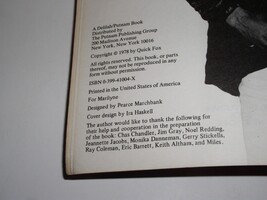 A Delilah/Putnam Book
Distributed by
The Putnam Publishing Group
200 Madison Avenue
New York, New York 10016
All rights reserved. This book, or parts
thereof, may not be reproduced in any
form without permission.
Copyright © 1978 by Quick Fox
ISBN 0-399-41004-X
Printed in the United States of America
For Marilyne
Designed by Pearce Marchbank
Cover design by Ira Haskell
The author would like to thank the following for
their help and cooperation in the preparation
of the book: Chas Chandler, Jim Gray, Noel Redding,
Jeannette Jacobs, Monika Danneman, Gerry Stickells,
Ray Coleman, Eric Barrett, Keith Altham, and Miles.